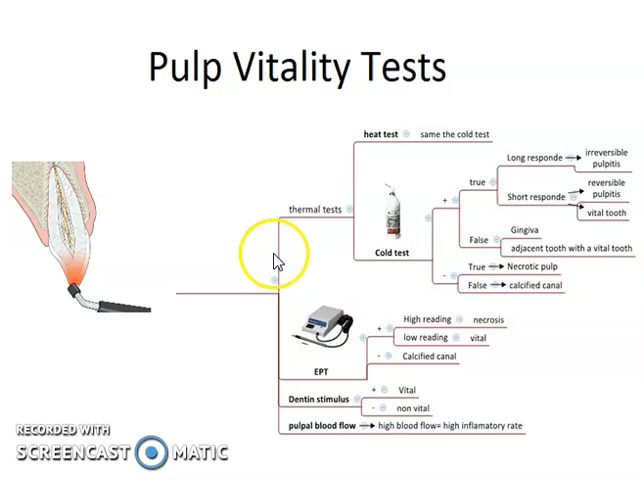 Pulp Vitality Tests
heat test same the cold test
Long responde irreversible
pulpitis
true
Short responde reversible
pulpitis
vital tooth
thermal tests
+
Cold test
False Gingiva
adjacent tooth with a vital tooth
- True Necrotic pulp
False calcified canal
EPT
+ High reading necrosis
low reading vital
- Calcified canal
Dentin stimulus + Vital
- non vital
pulpal blood flow high blood flow= high inflamatory rate
RECORDED WITH
SCREENCAST MATIC